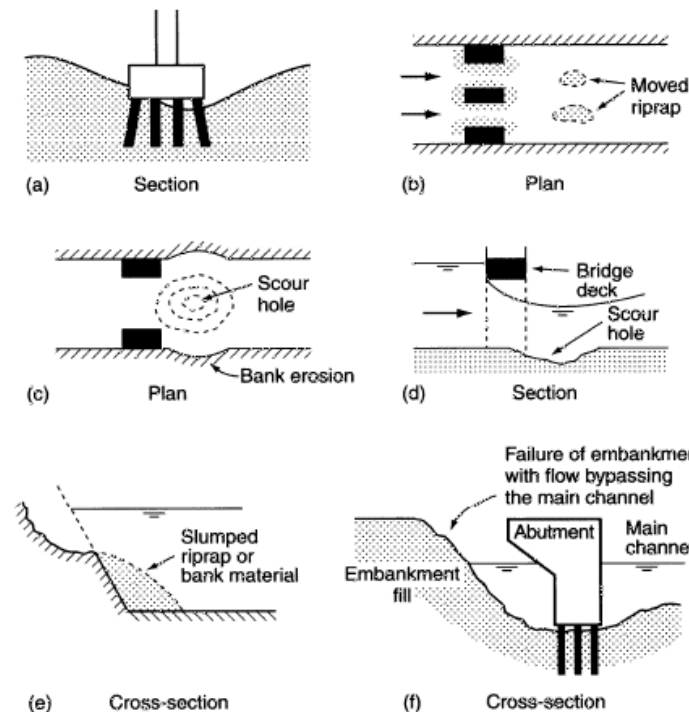 (a)
Section
Moved
riprap
(b)
Plan
Scour
hole
Bank erosion
(c)
Plan
Bridge
deck
Scour
hole
(d)
Section
Slumped
riprap or
bank material
(e)
Cross-section
Failure of embankmen
with flow bypassing
the main channel
Abutment
Main
channe
Embankment
fill
(f)
Cross-section